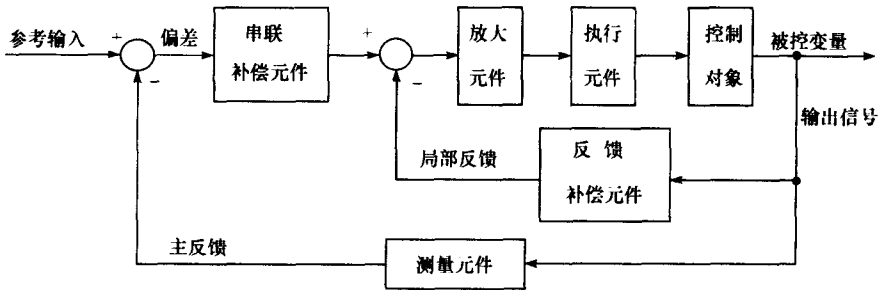 参考输入
+
−
偏差
串联
补偿元件
+
−
放大
元件
执行
元件
控制
对象
被控变量
输出信号
局部反馈
反 馈
补偿元件
主反馈
测量元件